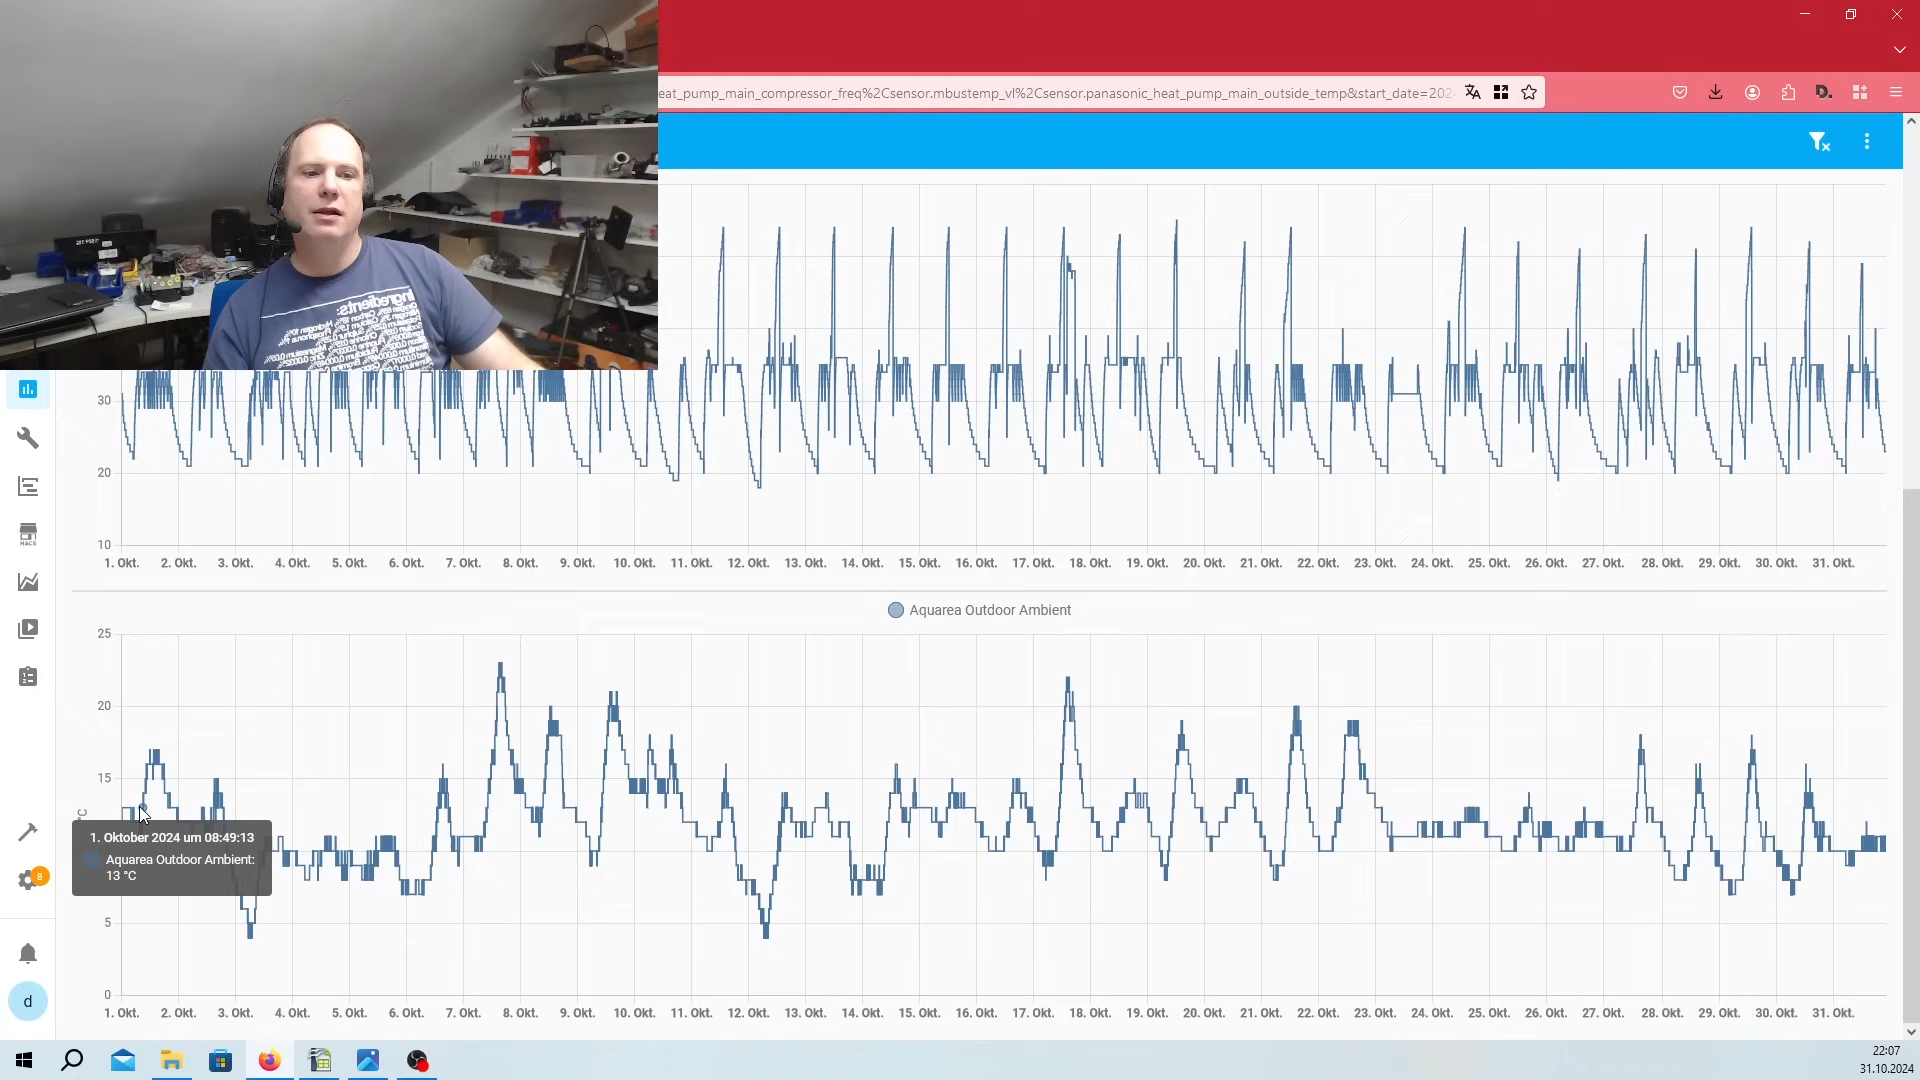 eat_pump_main_compressor_freq%2Csensor.mbustemp_vl%2Csensor.panasonic_heat_pump_main_outside_temp&start_date=202
D.
Ingredients:
30
20
10
1. Okt. 2. Okt. 3. Okt. 4. Okt. 5. Okt. 6. Okt. 7. Okt. 8. Okt. 9. Okt. 10. Okt. 11. Okt. 12. Okt. 13. Okt. 14. Okt. 15. Okt. 16. Okt. 17. Okt. 18. Okt. 19. Okt. 20. Okt. 21. Okt. 22. Okt. 23. Okt. 24. Okt. 25. Okt. 26. Okt. 27. Okt. 28. Okt. 29. Okt. 30. Okt. 31. Okt.
HACS
Aquarea Outdoor Ambient
25
20
15
°C
1. Oktober 2024 um 08:49:13
Aquarea Outdoor Ambient:
13 °C
5
0
8
d
1. Okt. 2. Okt. 3. Okt. 4. Okt. 5. Okt. 6. Okt. 7. Okt. 8. Okt. 9. Okt. 10. Okt. 11. Okt. 12. Okt. 13. Okt. 14. Okt. 15. Okt. 16. Okt. 17. Okt. 18. Okt. 19. Okt. 20. Okt. 21. Okt. 22. Okt. 23. Okt. 24. Okt. 25. Okt. 26. Okt. 27. Okt. 28. Okt. 29. Okt. 30. Okt. 31. Okt.
22:07
31.10.2024